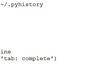 ~/.pyhistory
ine
"tab: complete")